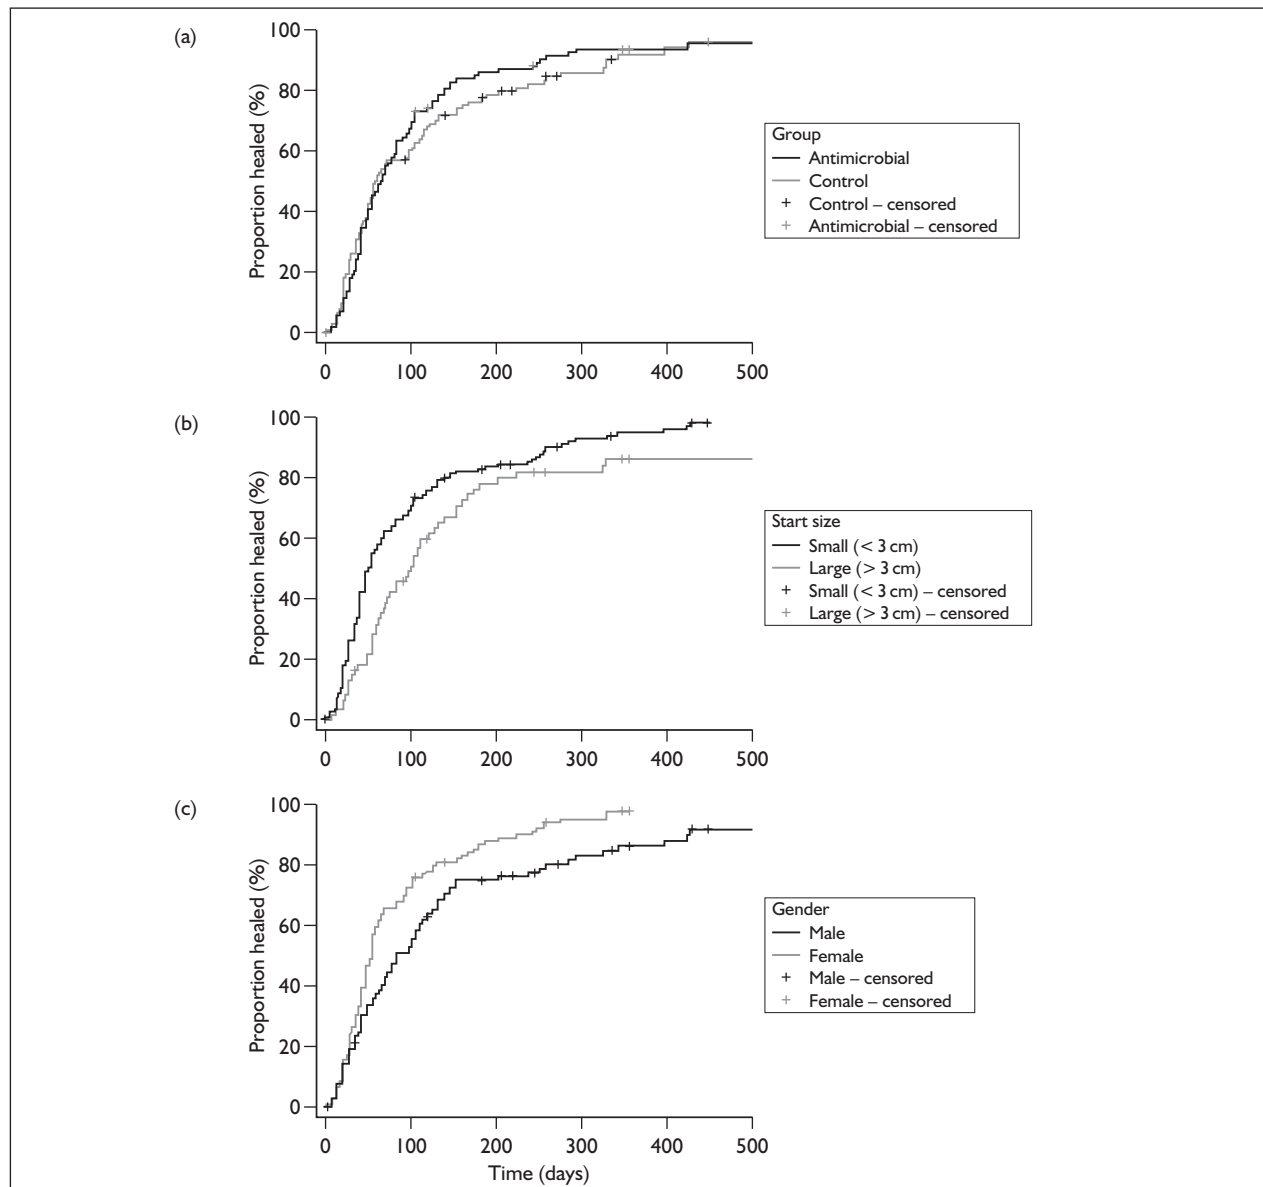 (a)
Proportion healed (%)
100
80
60
40
20
0
0 100 200 300 400 500
Group
Antimicrobial
Control
+ Control – censored
+ Antimicrobial – censored
(b)
Proportion healed (%)
100
80
60
40
20
0
0 100 200 300 400 500
Start size
Small (< 3 cm)
Large (> 3 cm)
+ Small (< 3 cm) – censored
+ Large (> 3 cm) – censored
(c)
Proportion healed (%)
100
80
60
40
20
0
0 100 200 300 400 500
Time (days)
Gender
Male
Female
+ Male – censored
+ Female – censored